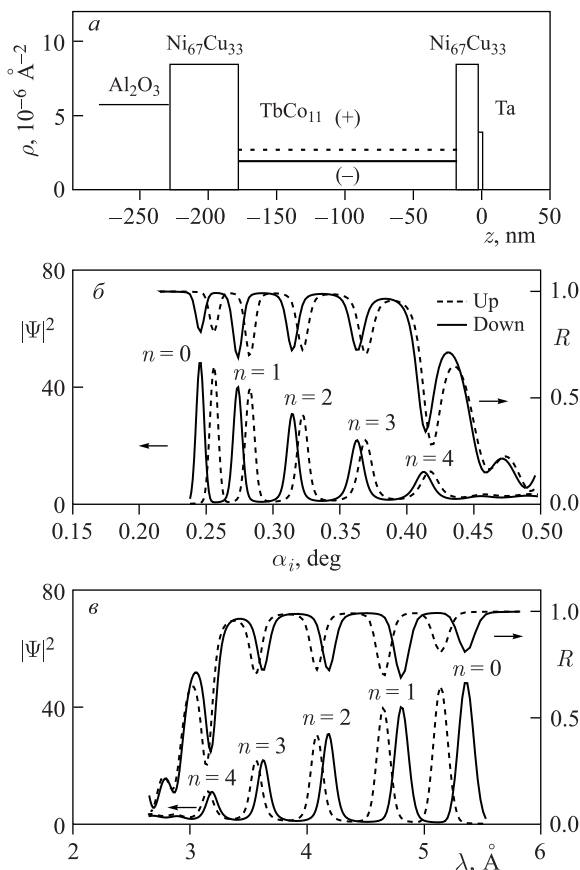 а
10
5
0
ρ, 10⁻⁶ Å⁻²
Al₂O₃
Ni₆₇Cu₃₃
TbCo₁₁
(+)
(–)
Ni₆₇Cu₃₃
Ta
–250 –200 –150 –100 –50 0 50
z, nm
б
80
|Ψ|²
40
0
n = 0
n = 1
n = 2
n = 3
n = 4
Up
Down
1.0
R
0.5
0.0
0.15 0.20 0.25 0.30 0.35 0.40 0.45 0.50
αᵢ, deg
в
80
|Ψ|²
40
0
n = 4
n = 3
n = 2
n = 1
n = 0
1.0
R
0.5
0
2 3 4 5 6
λ, Å